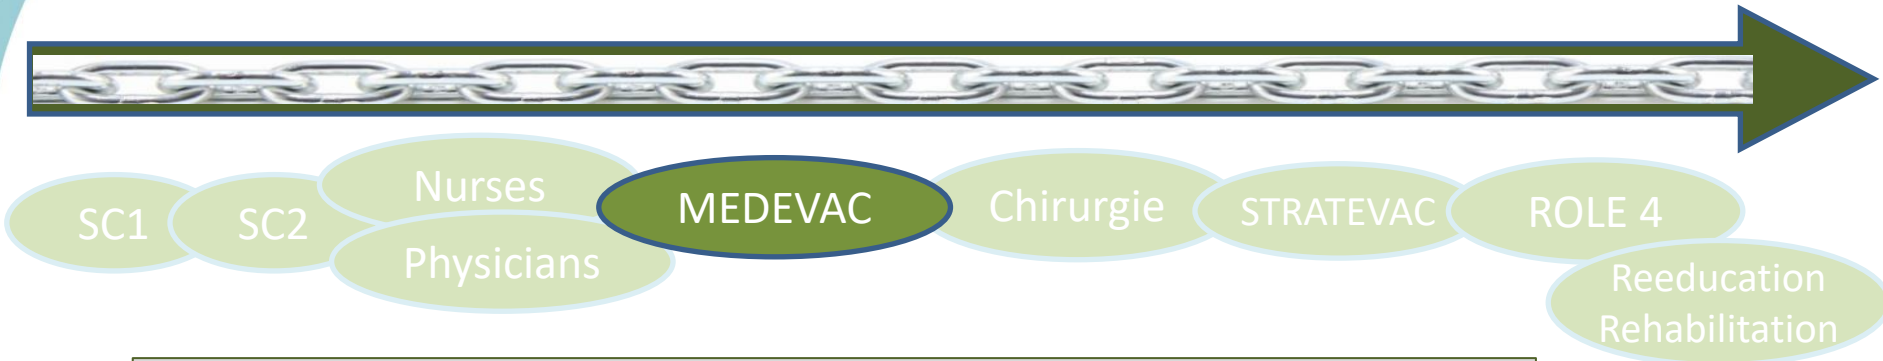 SC1
SC2
Nurses
Physicians
MEDEVAC
Chirurgie
STRATEVAC
ROLE 4
Reeducation
Rehabilitation